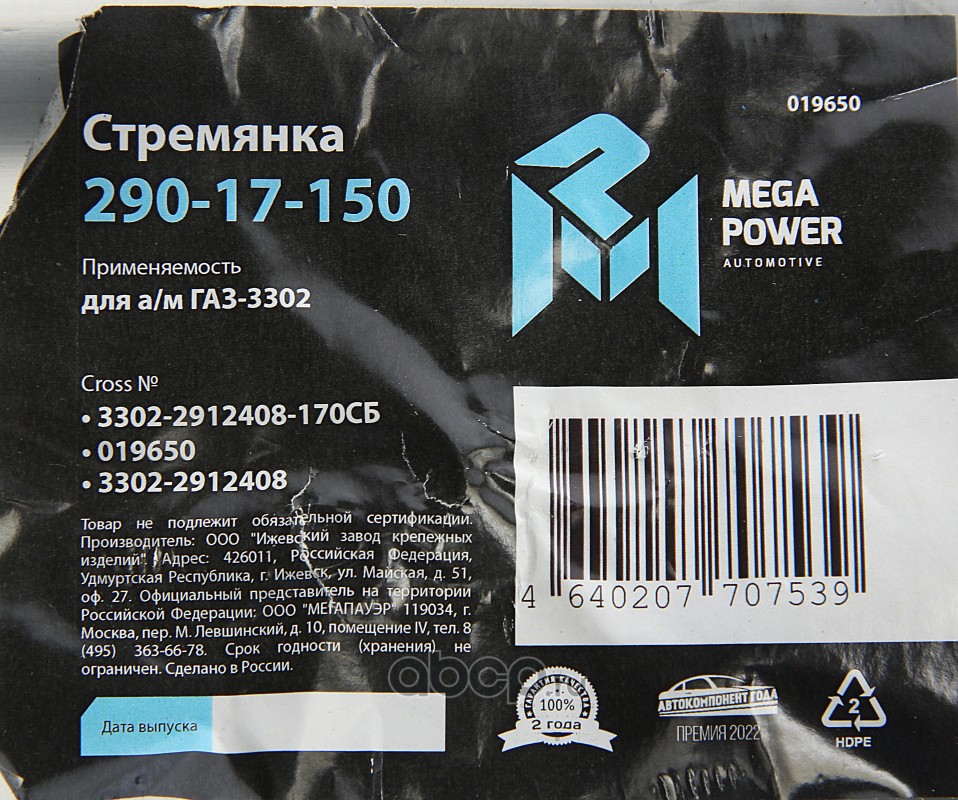 019650
Стремянка
290-17-150
MEGA
POWER
AUTOMOTIVE
Применяемость
для а/м ГАЗ-3302
Cross №
• 3302-2912408-170СБ
• 019650
• 3302-2912408
Товар не подлежит обязательной сертификации.
Производитель: ООО "Ижевский завод крепежных
изделий". Адрес: 426011, Российская Федерация,
Удмуртская Республика, г. Ижевск, ул. Майская, д. 51,
оф. 27. Официальный представитель на территории
Российской Федерации: ООО "МЕГАПАУЭР" 119034, г.
Москва, пер. М. Левшинский, д. 10, помещение IV, тел. 8
(495) 363-66-78. Срок годности (хранения) не
ограничен. Сделано в России.
4 640207 707539
Дата выпуска
ГАРАНТИЯ КАЧЕСТВА
100%
2 года
АВТОКОМПОНЕНТ ГОДА
ПРЕМИЯ 2022
2
HDPE